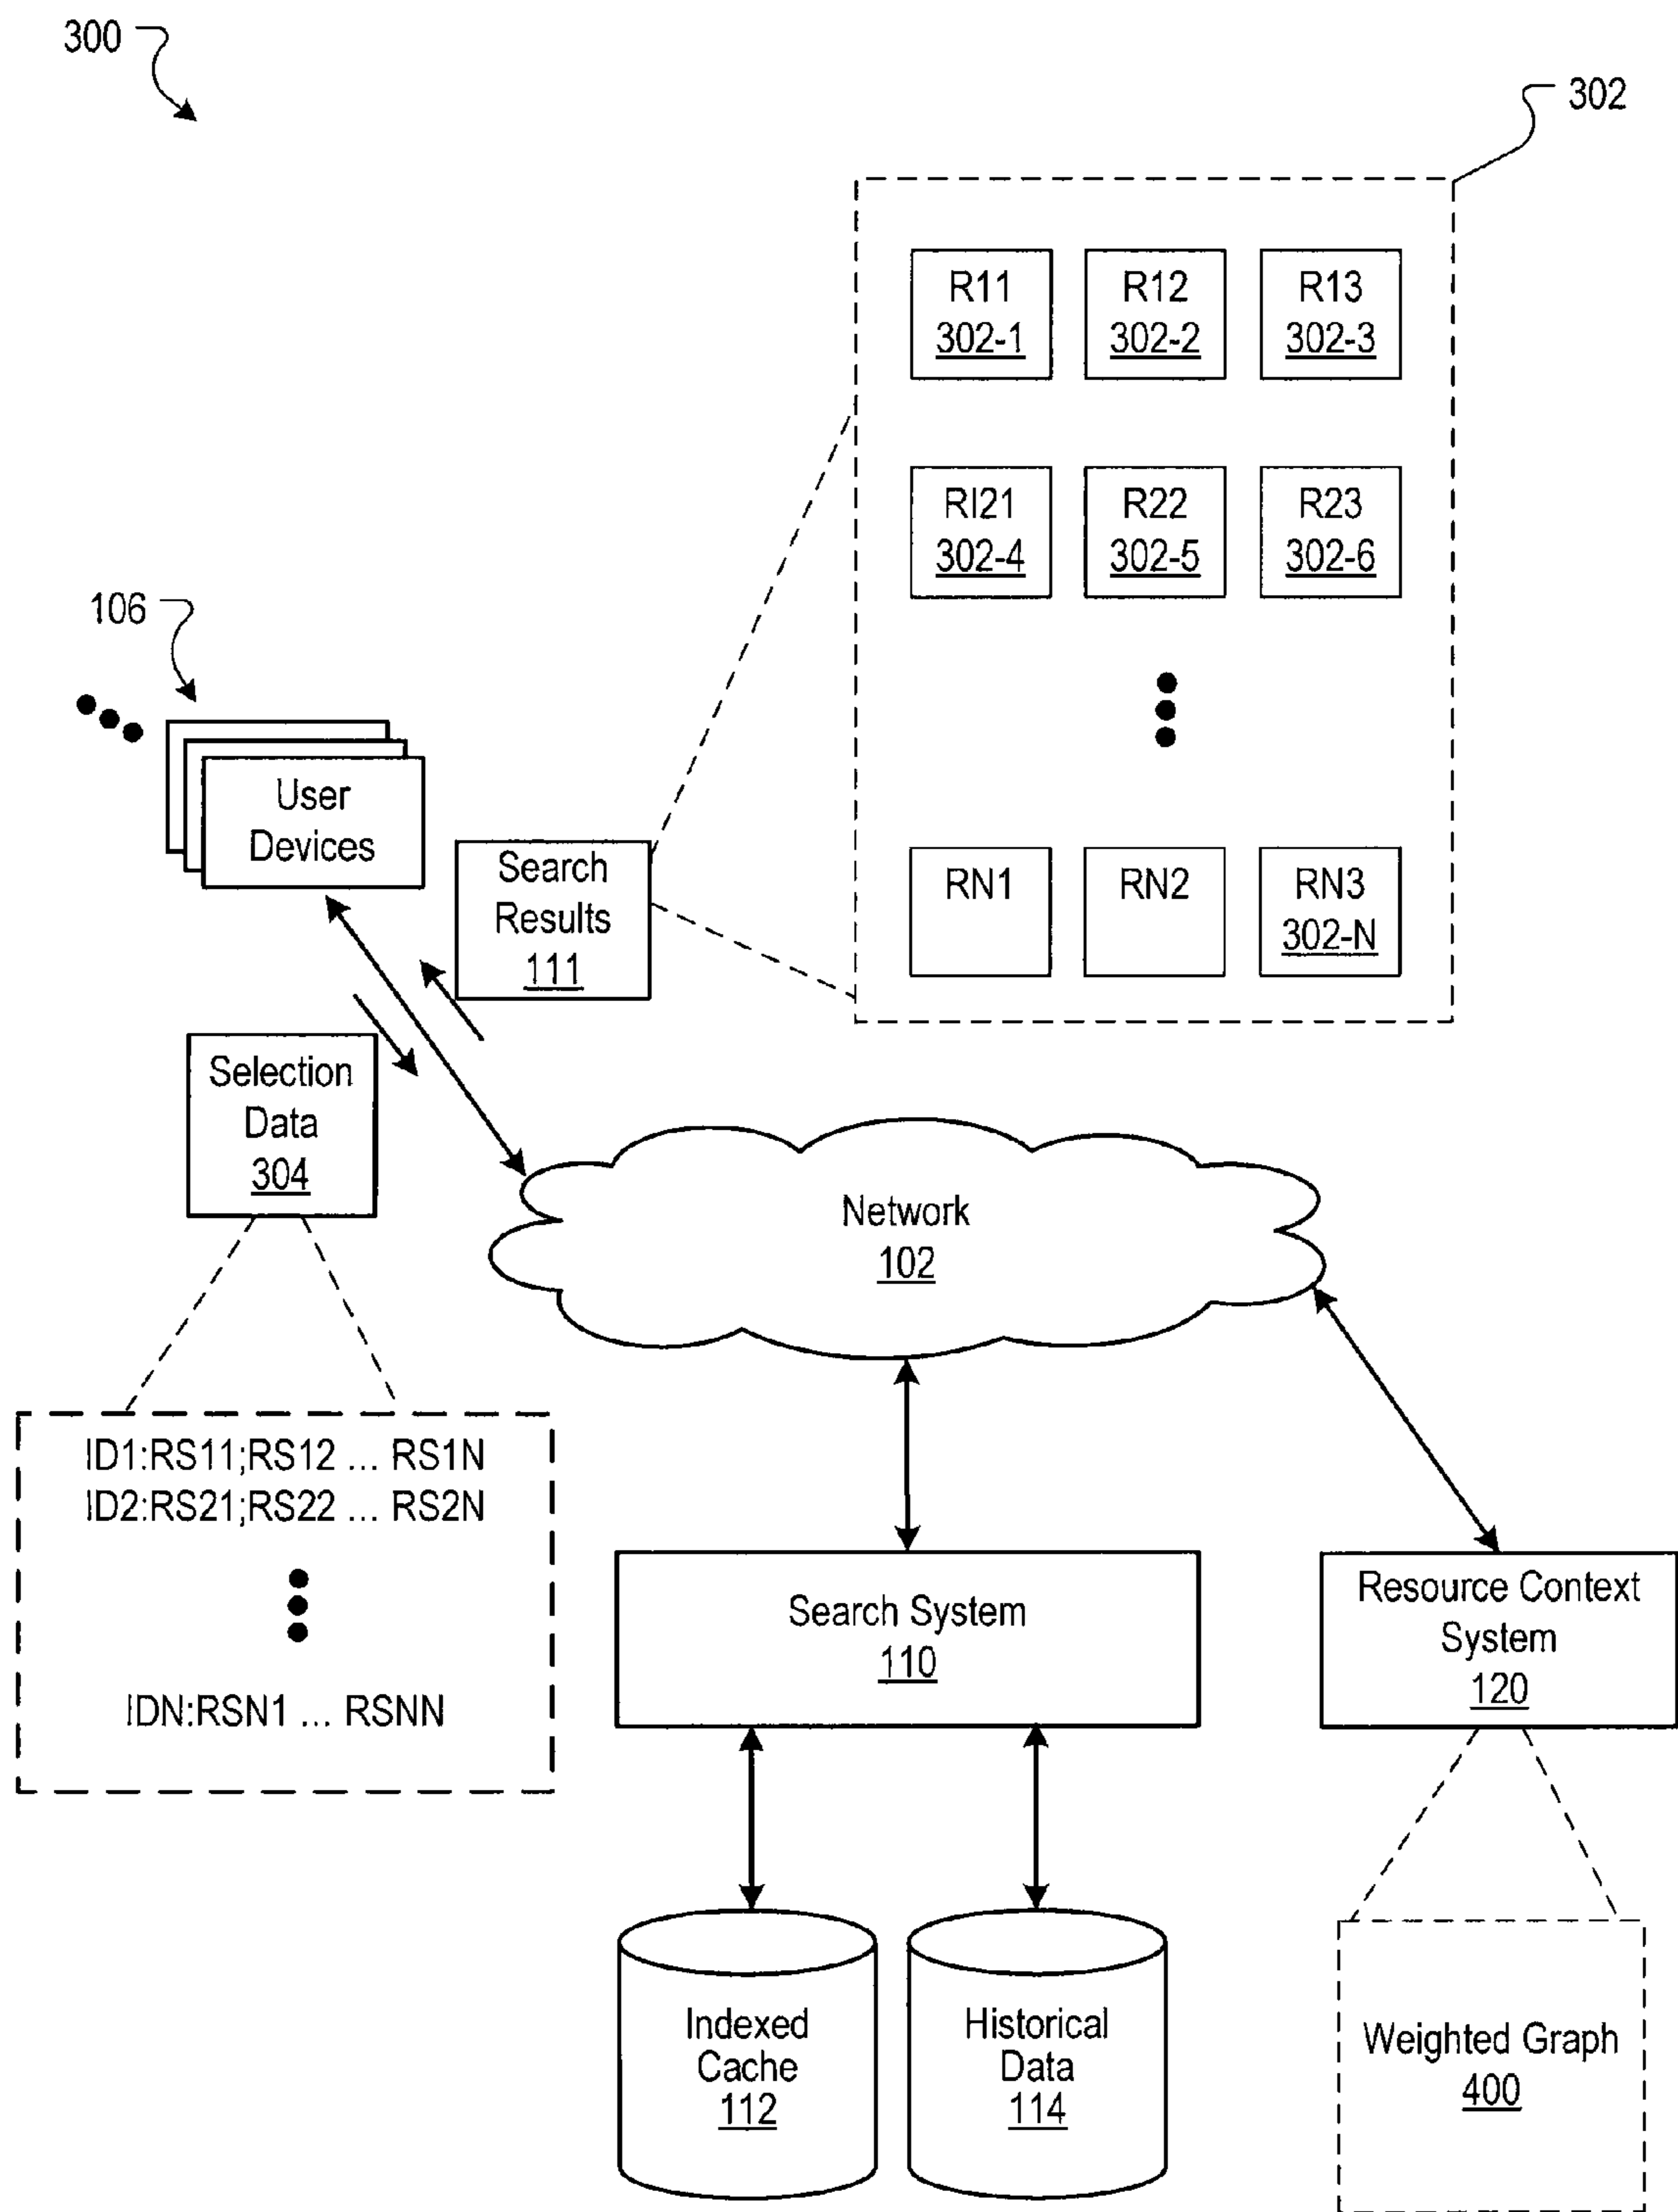 300
302
R11
302-1
R12
302-2
R13
302-3
RI21
302-4
R22
302-5
R23
302-6
106
User
Devices
Search
Results
111
RN1
RN2
RN3
302-N
Selection
Data
304
Network
102
ID1:RS11;RS12 ... RS1N
ID2:RS21;RS22 ... RS2N
IDN:RSN1 ... RSNN
Search System
110
Resource Context
System
120
Indexed
Cache
112
Historical
Data
114
Weighted Graph
400